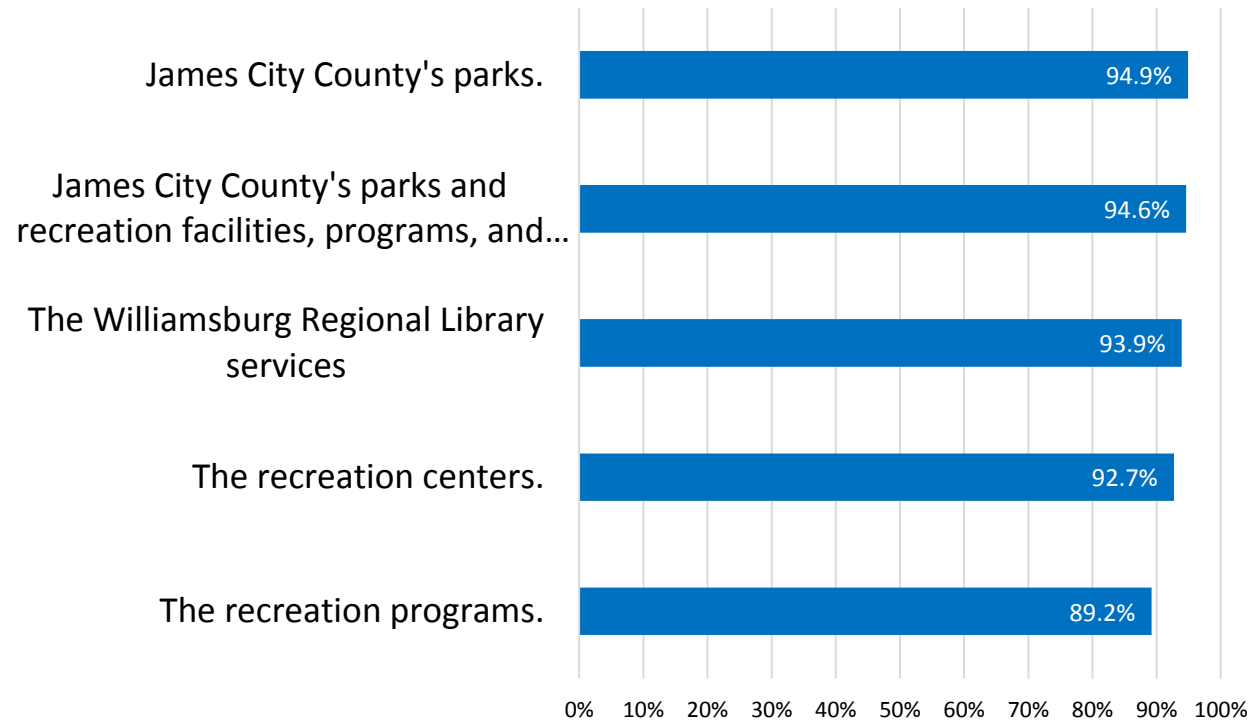 James City County's parks.
94.9%
James City County's parks and
recreation facilities, programs, and…
94.6%
The Williamsburg Regional Library
services
93.9%
The recreation centers.
92.7%
The recreation programs.
89.2%
0% 10% 20% 30% 40% 50% 60% 70% 80% 90% 100%